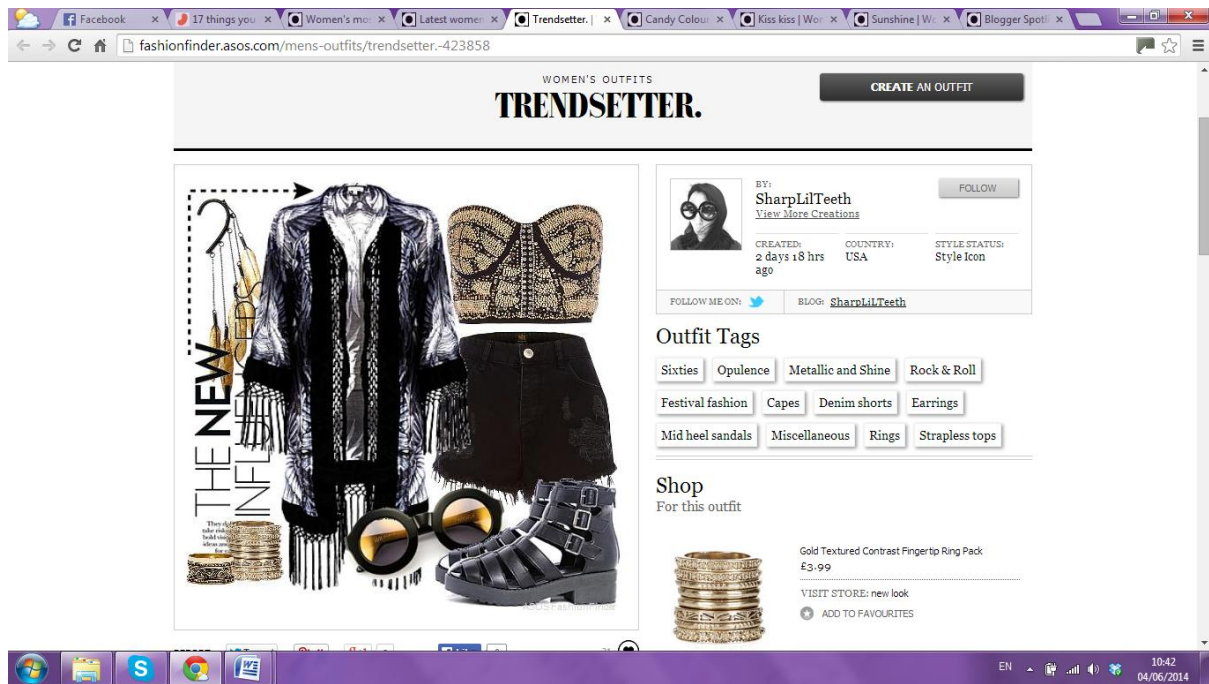 Facebook
17 things you
Women's mo
Latest women
Trendsetter. |
Candy Colour
Kiss kiss | Wor
Sunshine | Wo
Blogger Spotli
fashionfinder.asos.com/mens-outfits/trendsetter.-423858
WOMEN'S OUTFITS
TRENDSETTER.
CREATE AN OUTFIT
THE NEW
BY:
SharpLilTeeth
View More Creations
FOLLOW
CREATED: COUNTRY: STYLE STATUS:
2 days 18 hrs USA Style Icon
ago
FOLLOW ME ON: BLOG: SharpLiLTeeth
Outfit Tags
Sixties Opulence Metallic and Shine Rock & Roll
Festival fashion Capes Denim shorts Earrings
Mid heel sandals Miscellaneous Rings Strapless tops
Shop
For this outfit
Gold Textured Contrast Fingertip Ring Pack
£3.99
VISIT STORE: new look
ADD TO FAVOURITES
ASOS Fashion Finder
EN
10:42
04/06/2014